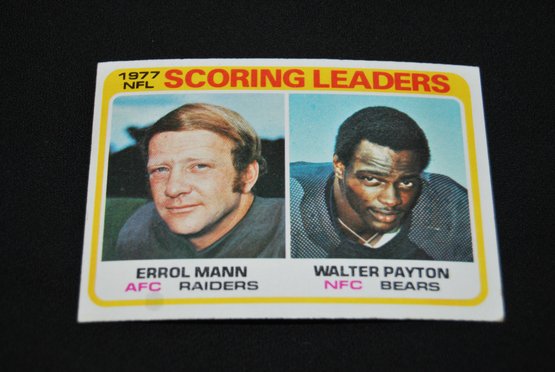 1977 NFL SCORING LEADERS
ERROL MANN
AFC RAIDERS
WALTER PAYTON
NFC BEARS